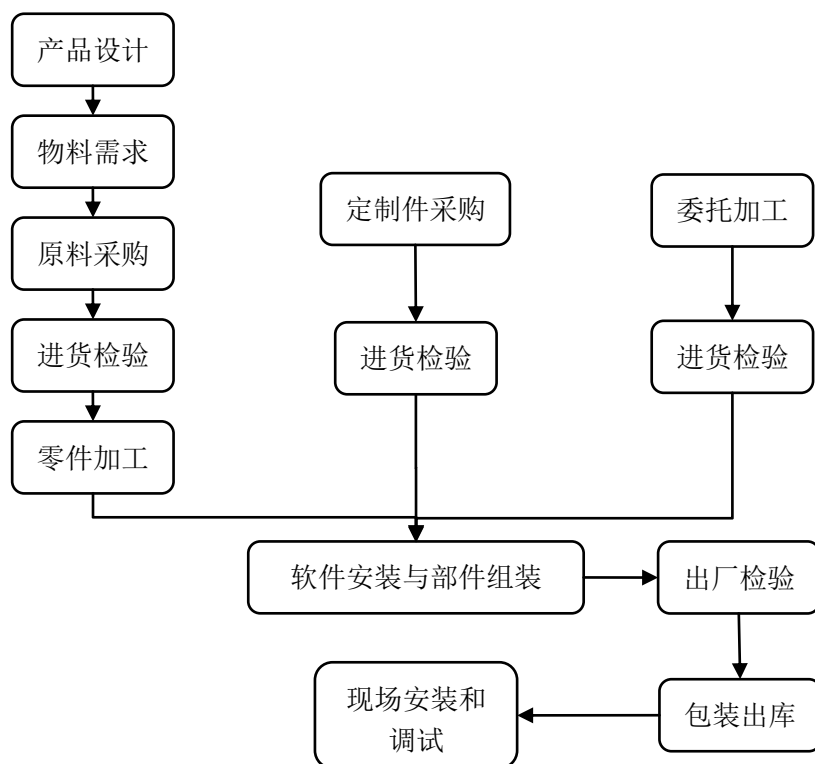 产品设计
物料需求
定制件采购
委托加工
原料采购
进货检验
进货检验
进货检验
零件加工
软件安装与部件组装
出厂检验
现场安装和
调试
包装出库